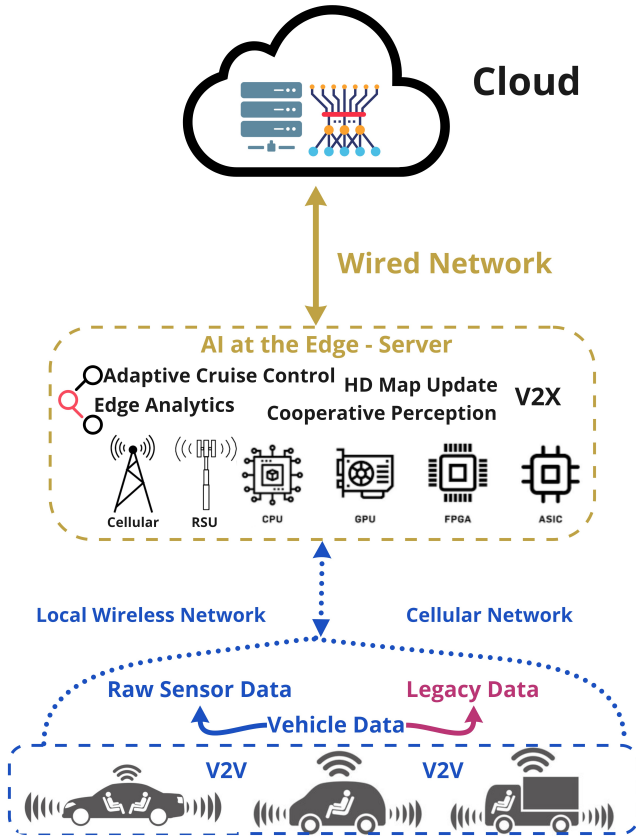 Cloud
Wired Network
AI at the Edge - Server
Adaptive Cruise Control
HD Map Update
V2X
Edge Analytics
Cooperative Perception
Cellular
RSU
CPU
GPU
FPGA
ASIC
Local Wireless Network
Cellular Network
Raw Sensor Data
Legacy Data
Vehicle Data
V2V
V2V